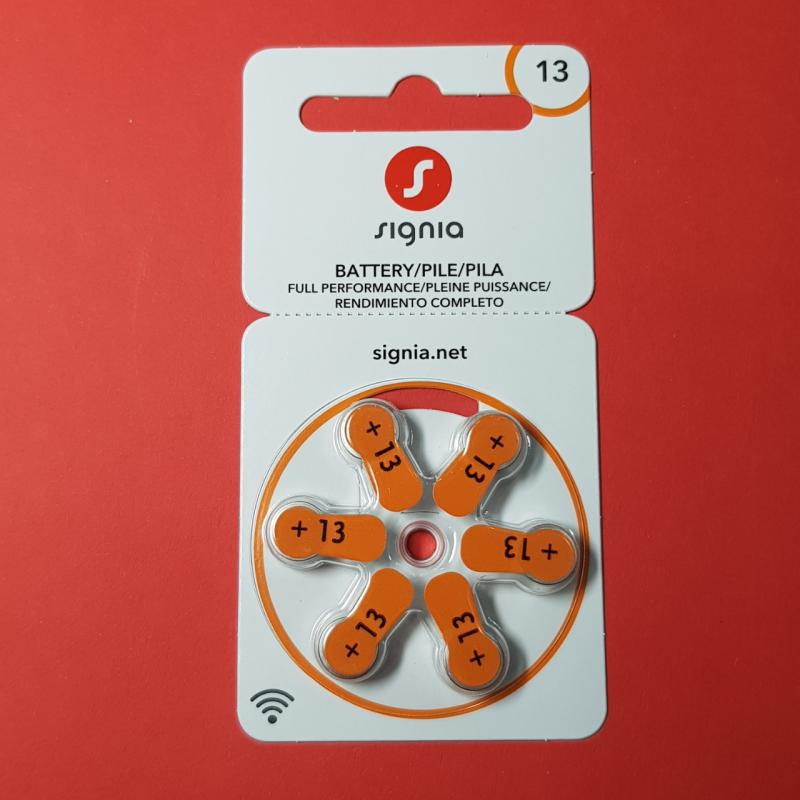 13
signia
BATTERY/PILE/PILA
FULL PERFORMANCE/PLEINE PUISSANCE/
RENDIMIENTO COMPLETO
signia.net
+ 13
+ 13
+ 13
+ 13
+ 13
+ 13